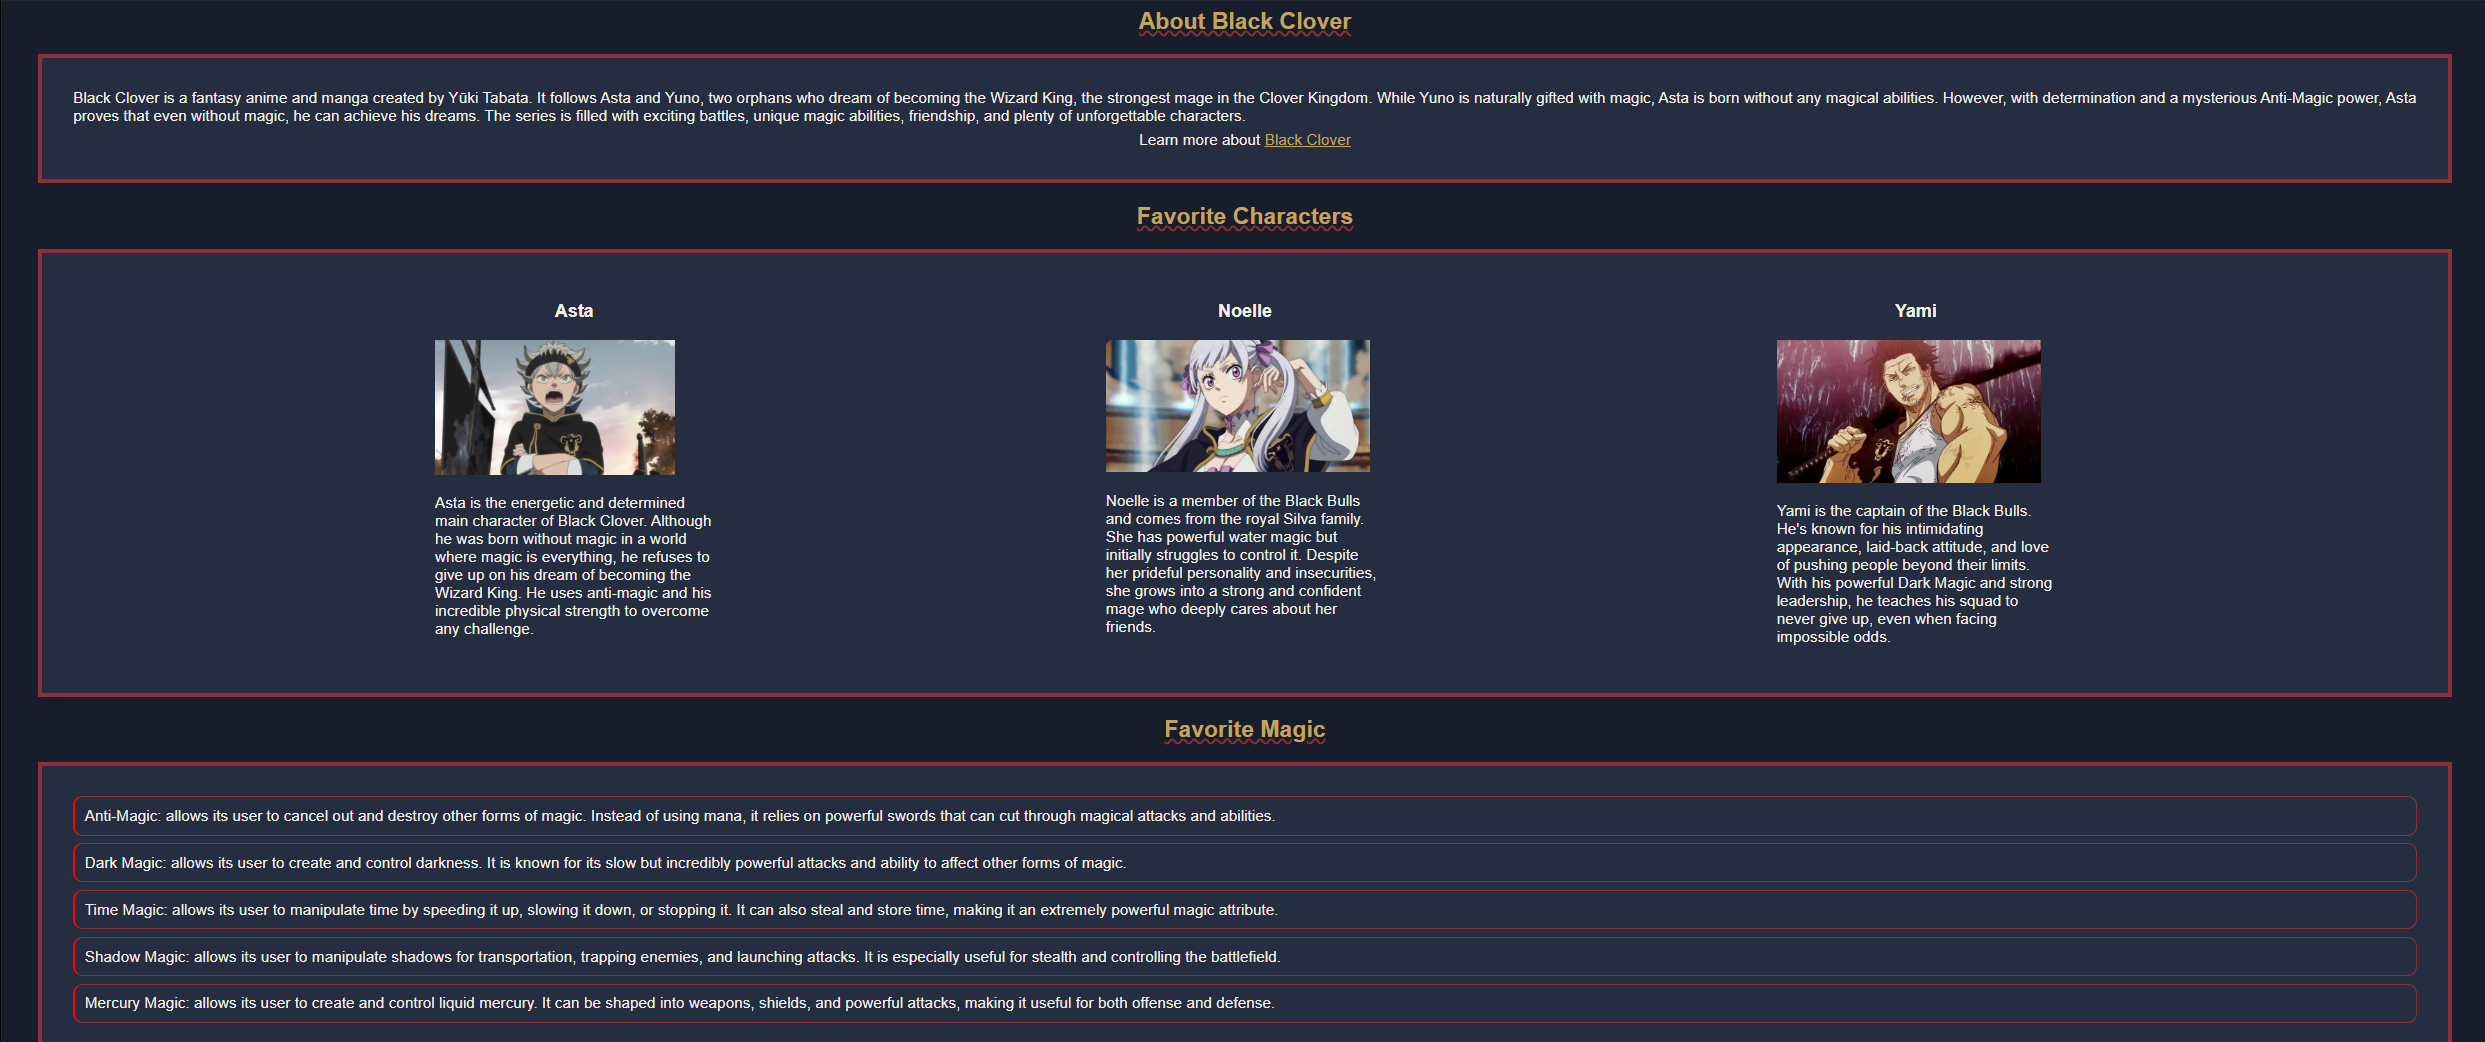 About Black Clover
Black Clover is a fantasy anime and manga created by Yūki Tabata. It follows Asta and Yuno, two orphans who dream of becoming the Wizard King, the strongest mage in the Clover Kingdom. While Yuno is naturally gifted with magic, Asta is born without any magical abilities. However, with determination and a mysterious Anti-Magic power, Asta
proves that even without magic, he can achieve his dreams. The series is filled with exciting battles, unique magic abilities, friendship, and plenty of unforgettable characters.
Learn more about Black Clover
Favorite Characters
Asta
Asta is the energetic and determined
main character of Black Clover. Although
he was born without magic in a world
where magic is everything, he refuses to
give up on his dream of becoming the
Wizard King. He uses anti-magic and his
incredible physical strength to overcome
any challenge.
Noelle
Noelle is a member of the Black Bulls
and comes from the royal Silva family.
She has powerful water magic but
initially struggles to control it. Despite
her prideful personality and insecurities,
she grows into a strong and confident
mage who deeply cares about her
friends.
Yami
Yami is the captain of the Black Bulls.
He's known for his intimidating
appearance, laid-back attitude, and love
of pushing people beyond their limits.
With his powerful Dark Magic and strong
leadership, he teaches his squad to
never give up, even when facing
impossible odds.
Favorite Magic
Anti-Magic: allows its user to cancel out and destroy other forms of magic. Instead of using mana, it relies on powerful swords that can cut through magical attacks and abilities.
Dark Magic: allows its user to create and control darkness. It is known for its slow but incredibly powerful attacks and ability to affect other forms of magic.
Time Magic: allows its user to manipulate time by speeding it up, slowing it down, or stopping it. It can also steal and store time, making it an extremely powerful magic attribute.
Shadow Magic: allows its user to manipulate shadows for transportation, trapping enemies, and launching attacks. It is especially useful for stealth and controlling the battlefield.
Mercury Magic: allows its user to create and control liquid mercury. It can be shaped into weapons, shields, and powerful attacks, making it useful for both offense and defense.